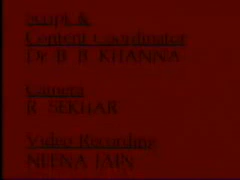 Script &
Content Coordinator
Dr B B KHANNA
Camera
R SEKHAR
Video Recording
NEENA JAIN